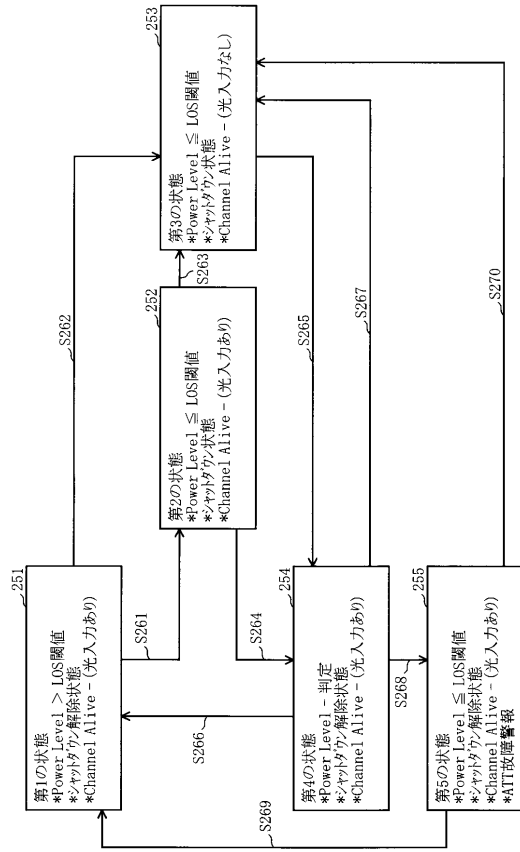 251
第1の状態
*Power Level > LOS閾値
*シャットダウン解除状態
*Channel Alive - (光入力あり)
S262
S261
252
第2の状態
*Power Level ≦ LOS閾値
*シャットダウン状態
*Channel Alive - (光入力あり)
S263
253
第3の状態
*Power Level ≦ LOS閾値
*シャットダウン状態
*Channel Alive - (光入力なし)
S266
S264
S265
254
第4の状態
*Power Level - 判定
*シャットダウン解除状態
*Channel Alive - (光入力あり)
S267
S268
S269
255
第5の状態
*Power Level ≦ LOS閾値
*シャットダウン解除状態
*Channel Alive - (光入力あり)
*ATT故障警報
S270